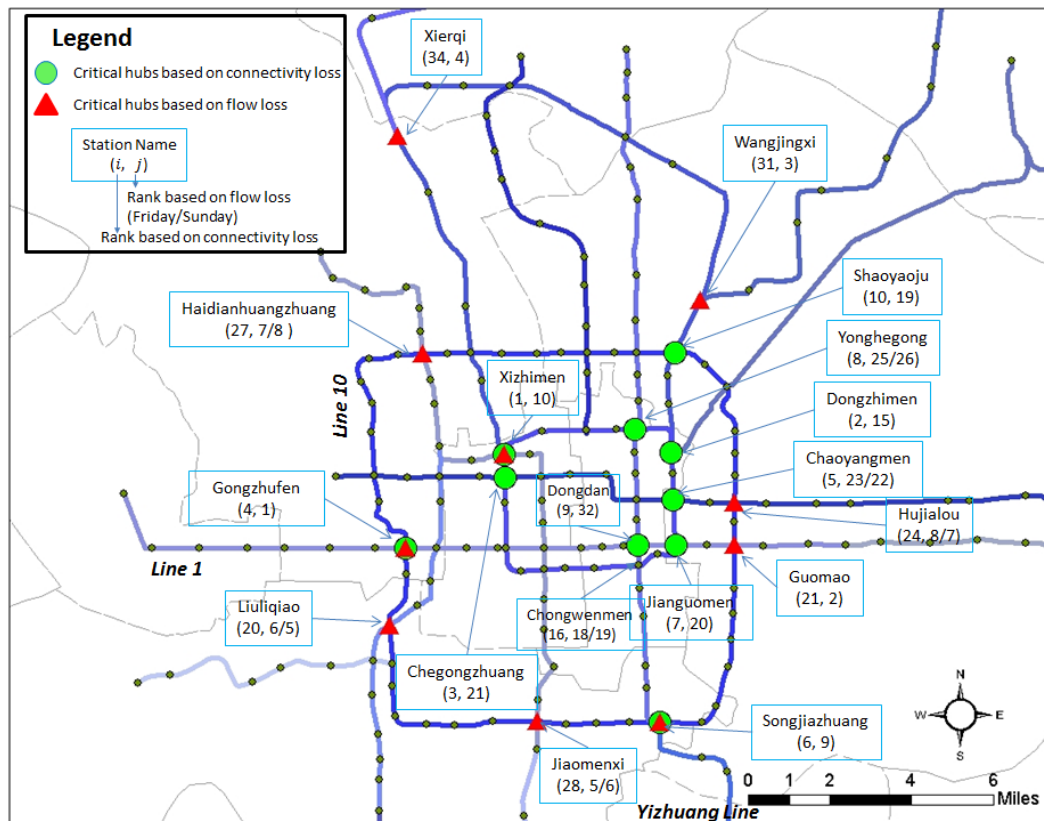 Legend
Critical hubs based on connectivity loss
Critical hubs based on flow loss
Station Name
(i, j)
Rank based on flow loss
(Friday/Sunday)
Rank based on connectivity loss
Xierqi
(34, 4)
Wangjingxi
(31, 3)
Shaoyaoju
(10, 19)
Haidianhuangzhuang
(27, 7/8 )
Yonghegong
(8, 25/26)
Xizhimen
(1, 10)
Line 10
Dongzhimen
(2, 15)
Chaoyangmen
(5, 23/22)
Gongzhufen
(4, 1)
Dongdan
(9, 32)
Hujialou
(24, 8/7)
Line 1
Guomao
(21, 2)
Liuliqiao
(20, 6/5)
Chongwenmen
(16, 18/19)
Jianguomen
(7, 20)
Chegongzhuang
(3, 21)
Songjiazhuang
(6, 9)
Jiaomenxi
(28, 5/6)
N
W E
S
0 1 2 4 6
Miles
Yizhuang Line